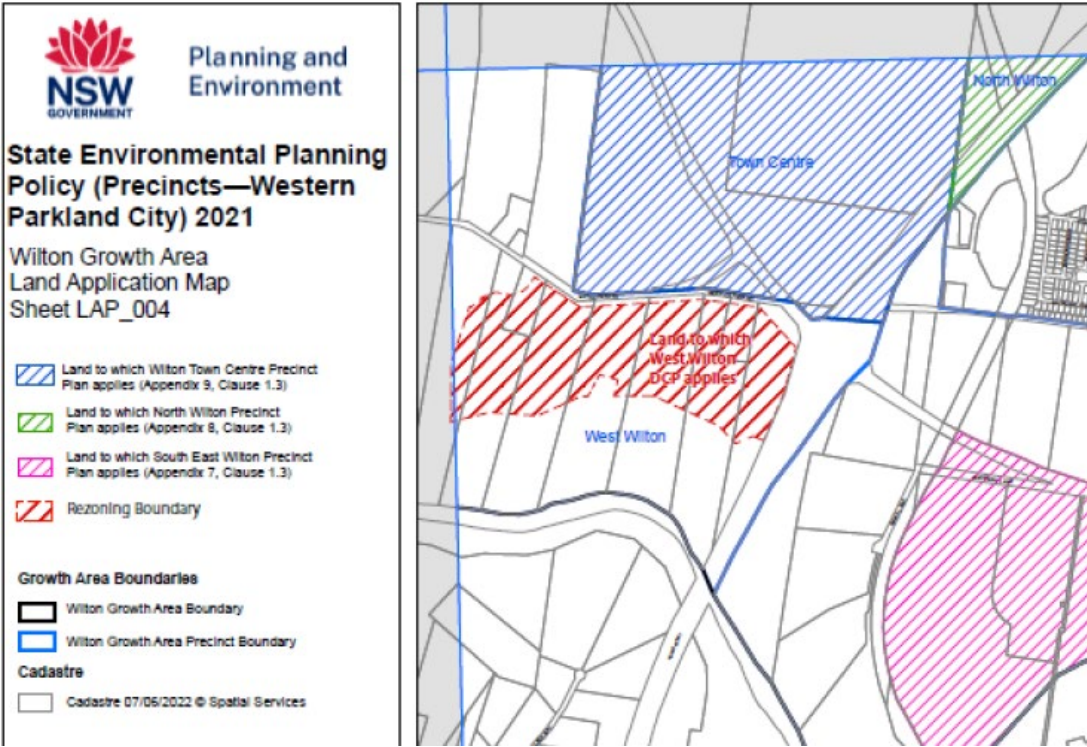 NSW
GOVERNMENT
Planning and
Environment
State Environmental Planning
Policy (Precincts—Western
Parkland City) 2021
Wilton Growth Area
Land Application Map
Sheet LAP_004
Land to which Wilton Town Centre Precinct
Plan applies (Appendix 9, Clause 1.3)
Land to which North Wilton Precinct
Plan applies (Appendix 8, Clause 1.3)
Land to which South East Wilton Precinct
Plan applies (Appendix 7, Clause 1.3)
Rezoning Boundary
Growth Area Boundaries
Wilton Growth Area Boundary
Wilton Growth Area Precinct Boundary
Cadastre
Cadastre 07/06/2022 © Spatial Services
North Wilton
Town Centre
Land to which
West Wilton
DCP applies
West Wilton